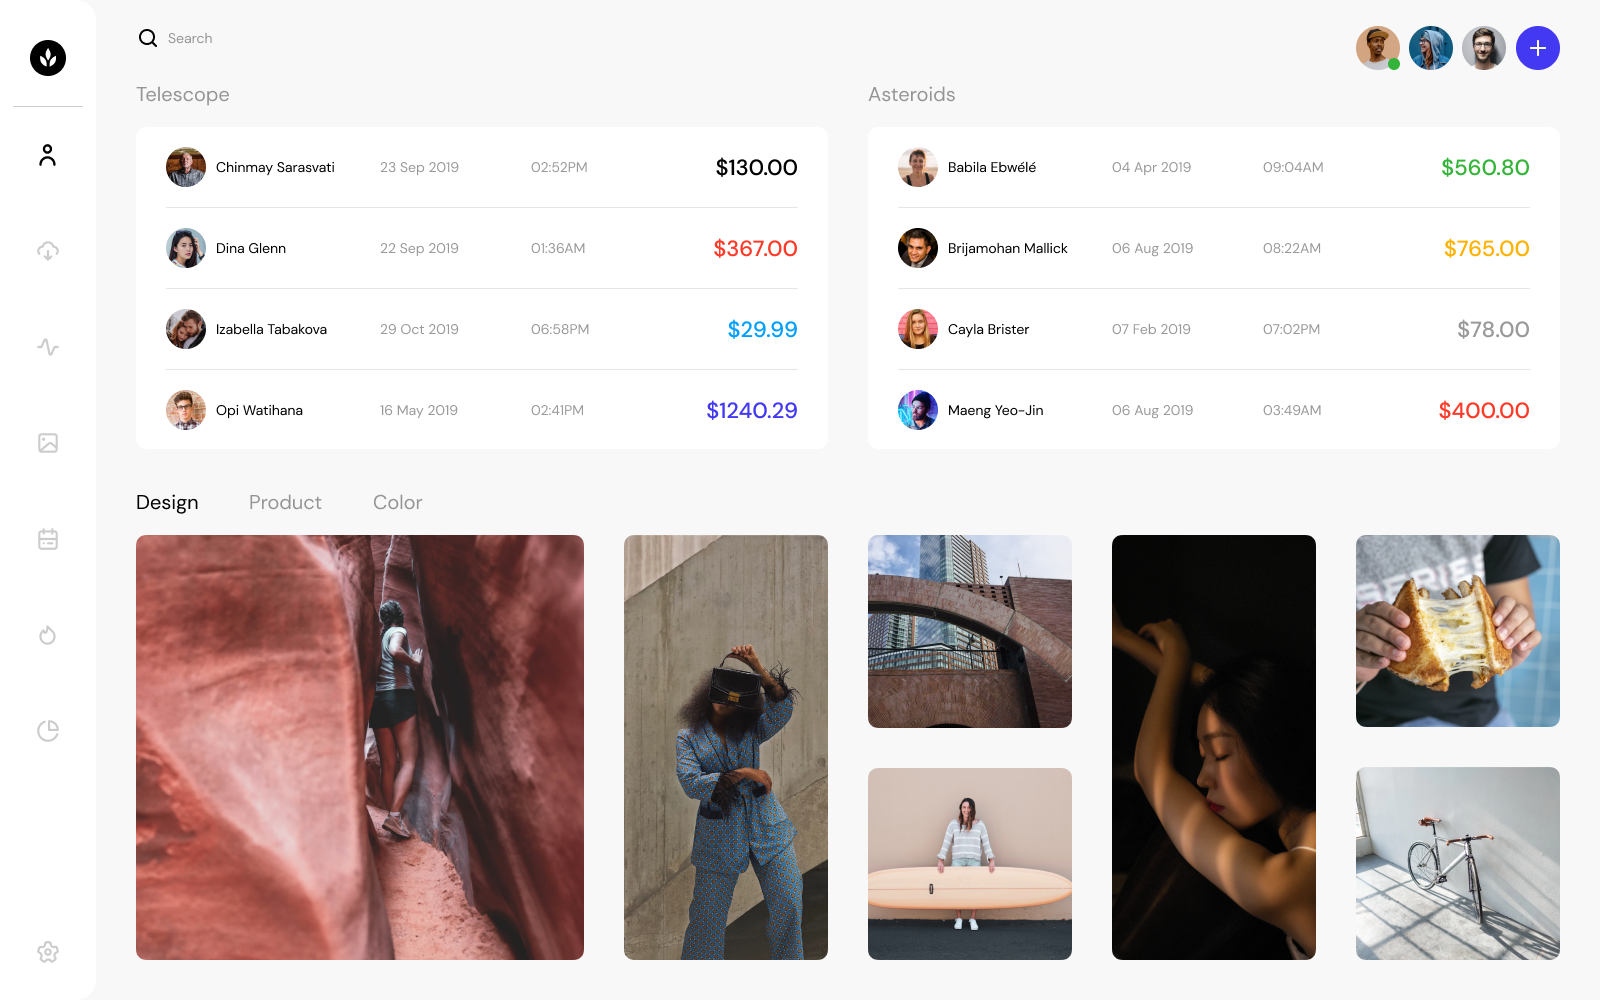 Search
Telescope
Chinmay Sarasvati 23 Sep 2019 02:52PM $130.00
Dina Glenn 22 Sep 2019 01:36AM $367.00
Izabella Tabakova 29 Oct 2019 06:58PM $29.99
Opi Watihana 16 May 2019 02:41PM $1240.29
Asteroids
Babila Ebwélé 04 Apr 2019 09:04AM $560.80
Brijamohan Mallick 06 Aug 2019 08:22AM $765.00
Cayla Brister 07 Feb 2019 07:02PM $78.00
Maeng Yeo-Jin 06 Aug 2019 03:49AM $400.00
Design Product Color